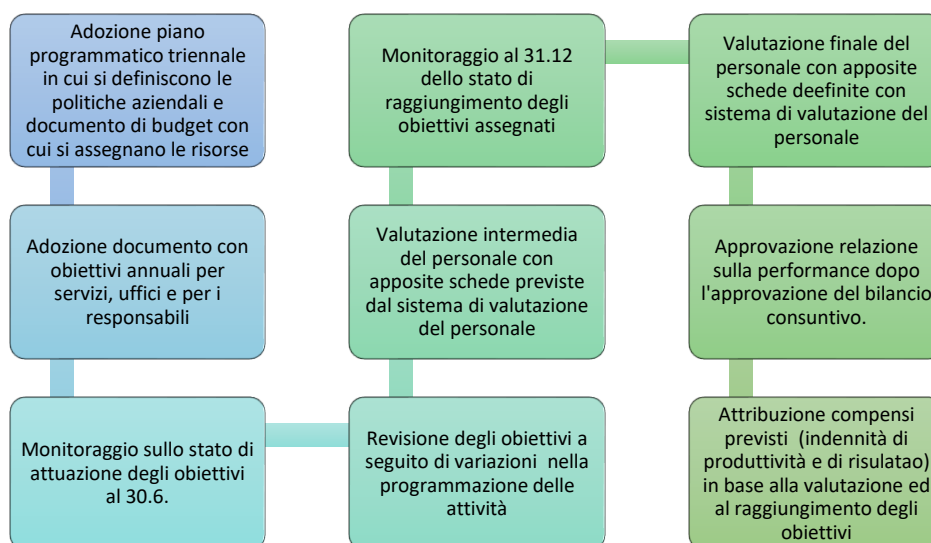 Adozione piano
programmatico triennale
in cui si definiscono le
politiche aziendali e
documento di budget con
cui si assegnano le risorse
Adozione documento con
obiettivi annuali per
servizi, uffici e per i
responsabili
Monitoraggio sullo stato di
attuazione degli obiettivi
al 30.6.
Revisione degli obiettivi a
seguito di variazioni nella
programmazione delle
attività
Valutazione intermedia
del personale con
apposite schede previste
dal sistema di valutazione
del personale
Monitoraggio al 31.12
dello stato di
raggiungimento degli
obiettivi assegnati
Valutazione finale del
personale con apposite
schede deefinite con
sistema di valutazione del
personale
Approvazione relazione
sulla performance dopo
l'approvazione del bilancio
consuntivo.
Attribuzione compensi
previsti (indennità di
produttività e di risulatao)
in base alla valutazione ed
al raggiungimento degli
obiettivi